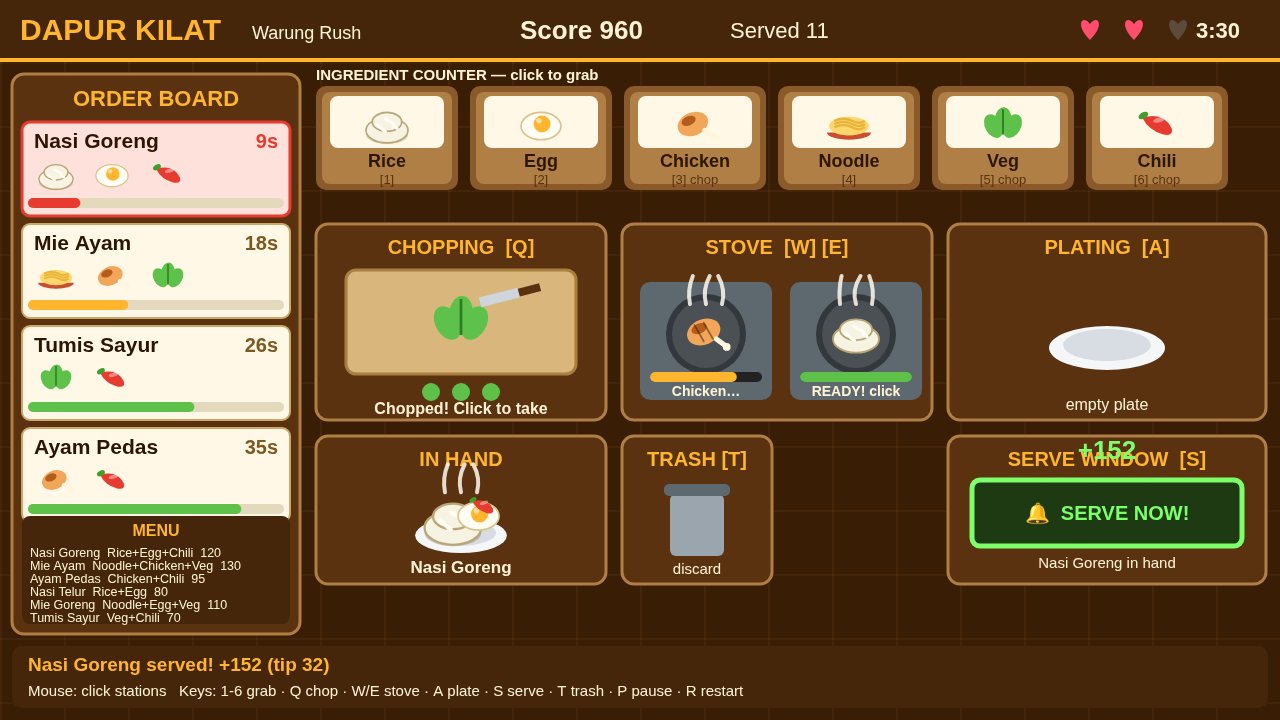 DAPUR KILAT
Warung Rush
Score 960
Served 11
3:30
ORDER BOARD
Nasi Goreng 9s
Mie Ayam 18s
Tumis Sayur 26s
Ayam Pedas 35s
MENU
Nasi Goreng Rice+Egg+Chili 120
Mie Ayam Noodle+Chicken+Veg 130
Ayam Pedas Chicken+Chili 95
Nasi Telur Rice+Egg 80
Mie Goreng Noodle+Egg+Veg 110
Tumis Sayur Veg+Chili 70
INGREDIENT COUNTER — click to grab
Rice
[1]
Egg
[2]
Chicken
[3] chop
Noodle
[4]
Veg
[5] chop
Chili
[6] chop
CHOPPING [Q]
Chopped! Click to take
STOVE [W] [E]
Chicken…
READY! click
PLATING [A]
empty plate
IN HAND
Nasi Goreng
TRASH [T]
discard
+152
SERVE WINDOW [S]
SERVE NOW!
Nasi Goreng in hand
Nasi Goreng served! +152 (tip 32)
Mouse: click stations Keys: 1-6 grab · Q chop · W/E stove · A plate · S serve · T trash · P pause · R restart